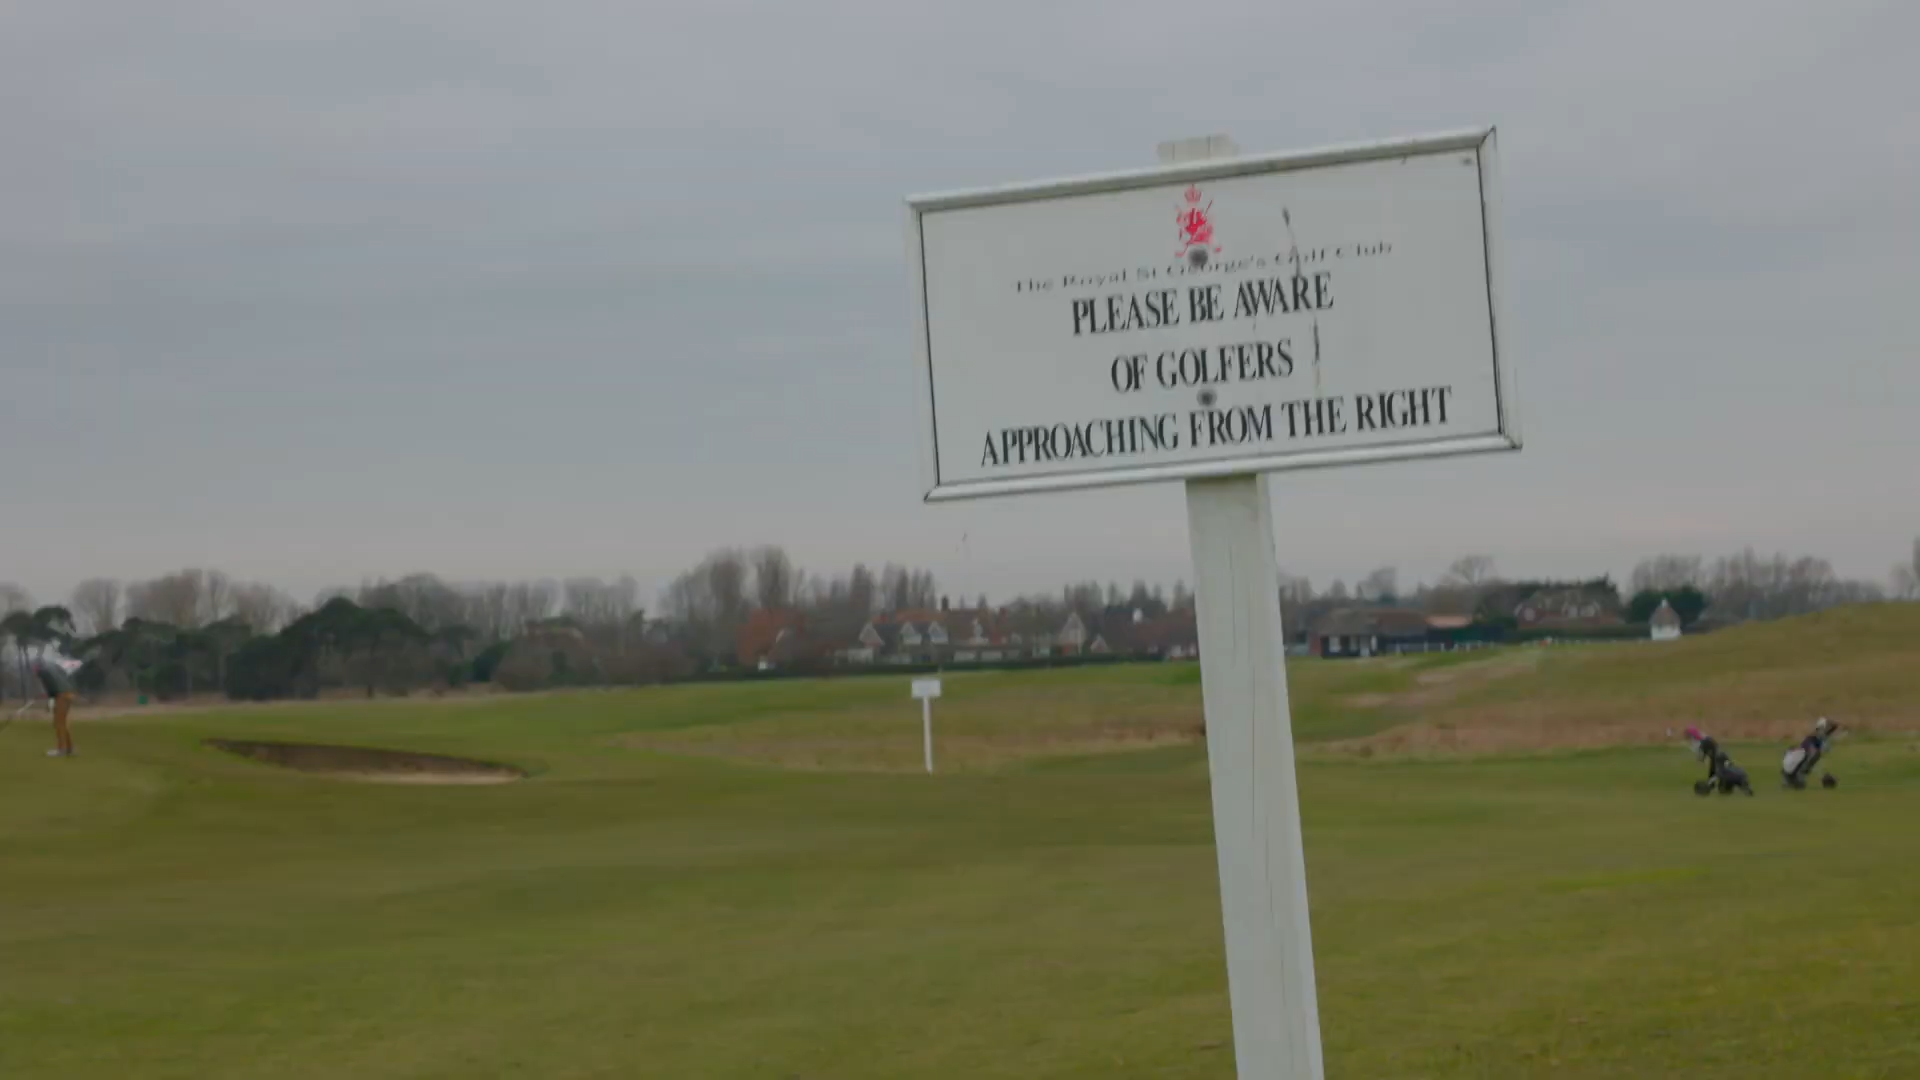 The Royal St George's Golf Club
PLEASE BE AWARE
OF GOLFERS
APPROACHING FROM THE RIGHT